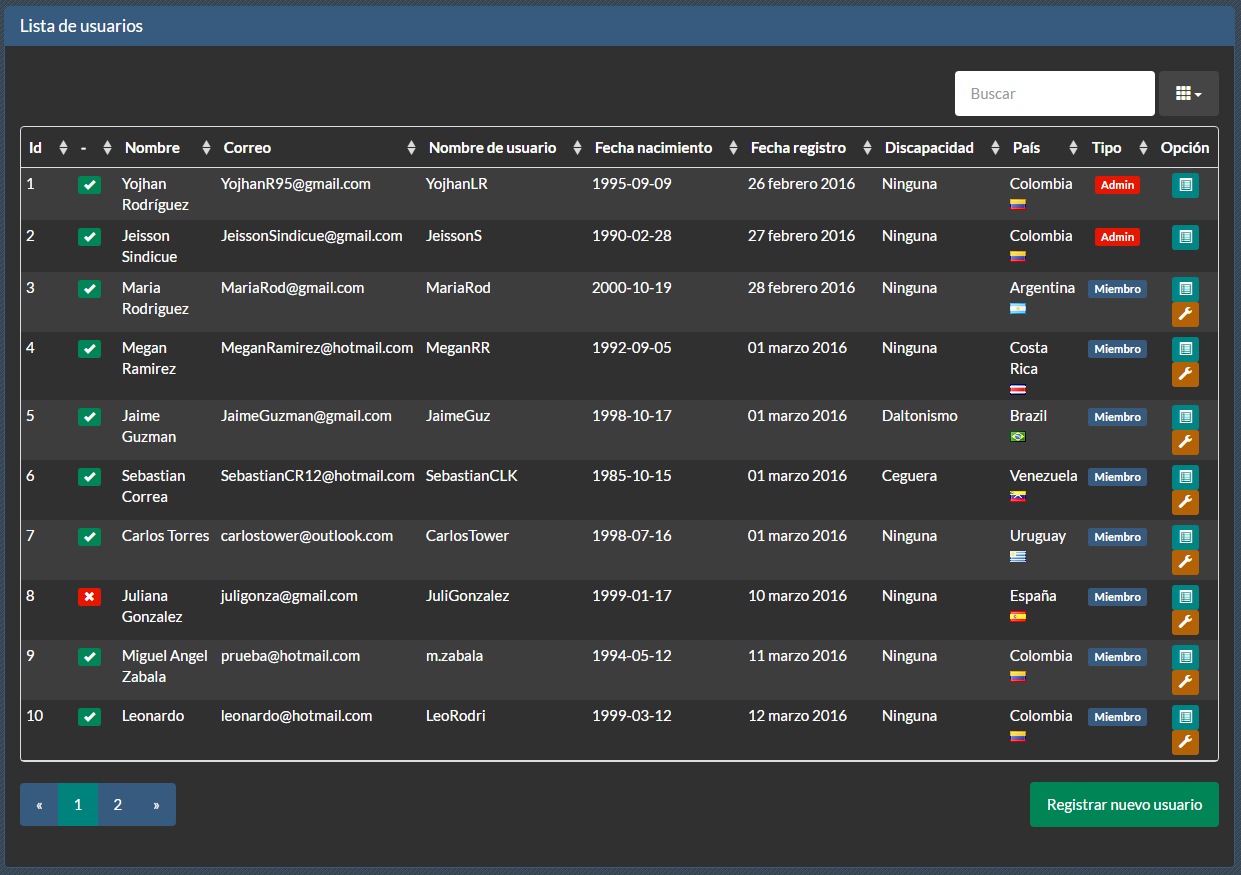 Lista de usuarios
Buscar
Id - Nombre Correo Nombre de usuario Fecha nacimiento Fecha registro Discapacidad País Tipo Opción
1 Yojhan YojhanR95@gmail.com YojhanLR 1995-09-09 26 febrero 2016 Ninguna Colombia Admin
Rodríguez
2 Jeisson JeissonSindicue@gmail.com JeissonS 1990-02-28 27 febrero 2016 Ninguna Colombia Admin
Sindicue
3 Maria MariaRod@gmail.com MariaRod 2000-10-19 28 febrero 2016 Ninguna Argentina Miembro
Rodriguez
4 Megan MeganRamirez@hotmail.com MeganRR 1992-09-05 01 marzo 2016 Ninguna Costa Miembro
Ramirez Rica
5 Jaime JaimeGuzman@gmail.com JaimeGuz 1998-10-17 01 marzo 2016 Daltonismo Brazil Miembro
Guzman
6 Sebastian SebastianCR12@hotmail.com SebastianCLK 1985-10-15 01 marzo 2016 Ceguera Venezuela Miembro
Correa
7 Carlos Torres carlostower@outlook.com CarlosTower 1998-07-16 01 marzo 2016 Ninguna Uruguay Miembro
8 Juliana juligonza@gmail.com JuliGonzalez 1999-01-17 10 marzo 2016 Ninguna España Miembro
Gonzalez
9 Miguel Angel prueba@hotmail.com m.zabala 1994-05-12 11 marzo 2016 Ninguna Colombia Miembro
Zabala
10 Leonardo leonardo@hotmail.com LeoRodri 1999-03-12 12 marzo 2016 Ninguna Colombia Miembro
« 1 2 » Registrar nuevo usuario